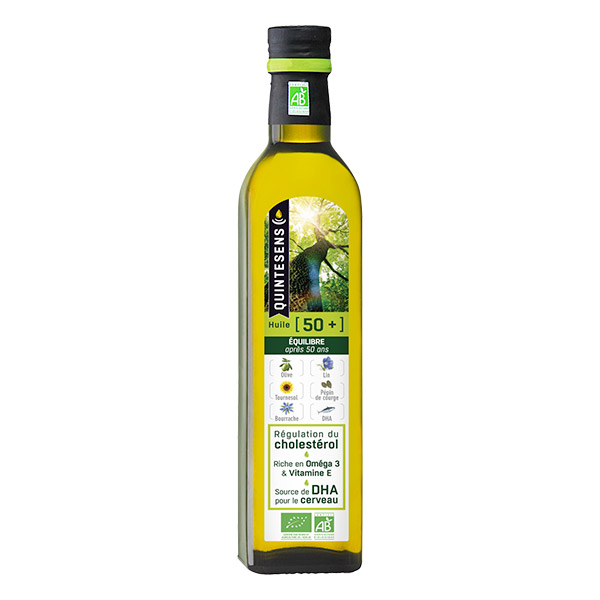 AB
QUINTESENS
Huile [50 +]
ÉQUILIBRE
après 50 ans
Olive
Lin
Tournesol
Pépin
de courge
Bourrache
DHA
Régulation du
cholestérol
Riche en Oméga 3
& Vitamine E
Source de DHA
pour le cerveau
AB